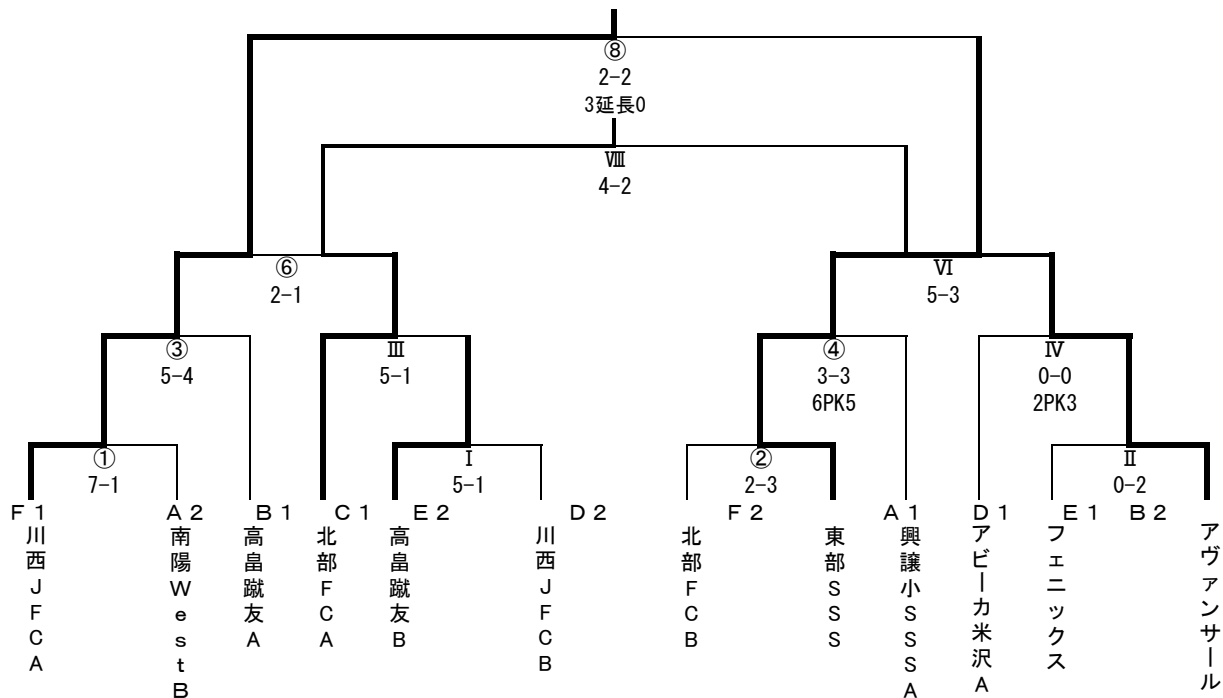 ⑧
2-2
3延長0
Ⅷ
4-2
⑥
2-1
Ⅵ
5-3
③
5-4
Ⅲ
5-1
④
3-3
6PK5
Ⅳ
0-0
2PK3
①
7-1
Ⅰ
5-1
②
2-3
Ⅱ
0-2
F1
A2
B1
C1
E2
D2
F2
A1
D1
E1
B2
川西JFCA
南陽WestB
高畠蹴友A
北部FCA
高畠蹴友B
川西JFCB
北部FCB
東部SSS
興譲小SSSA
アビーカ米沢A
フェニックス
アヴァンサール